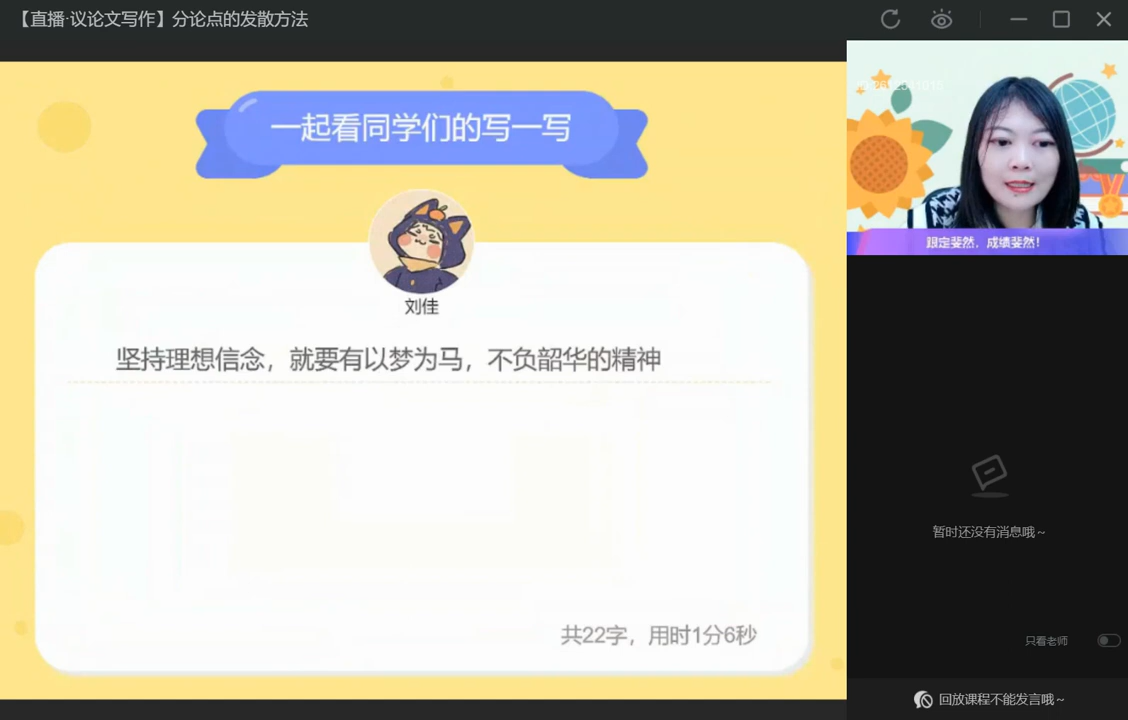 【直播·议论文写作】分论点的发散方法
一起看同学们的写一写
刘佳
坚持理想信念，就要有以梦为马，不负韶华的精神
共22字，用时1分6秒
跟定斐然，成绩斐然！
暂时还没有消息哦～
只看老师
回放课程不能发言哦～